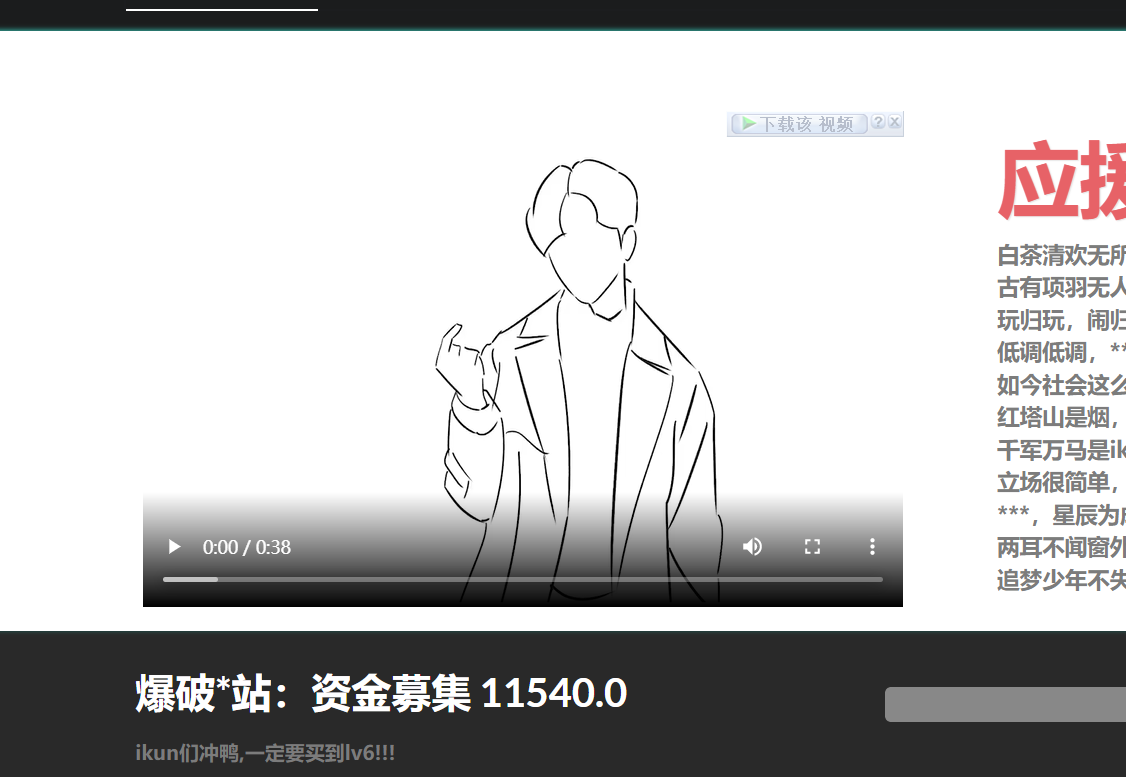 下载该 视频
应援
白茶清欢无所
古有项羽无人
玩归玩，闹归
低调低调，**
如今社会这么
红塔山是烟，
千军万马是ik
立场很简单，
***，星辰为
两耳不闻窗外
追梦少年不失
0:00 / 0:38
爆破*站：资金募集 11540.0
ikun们冲鸭,一定要买到lv6!!!